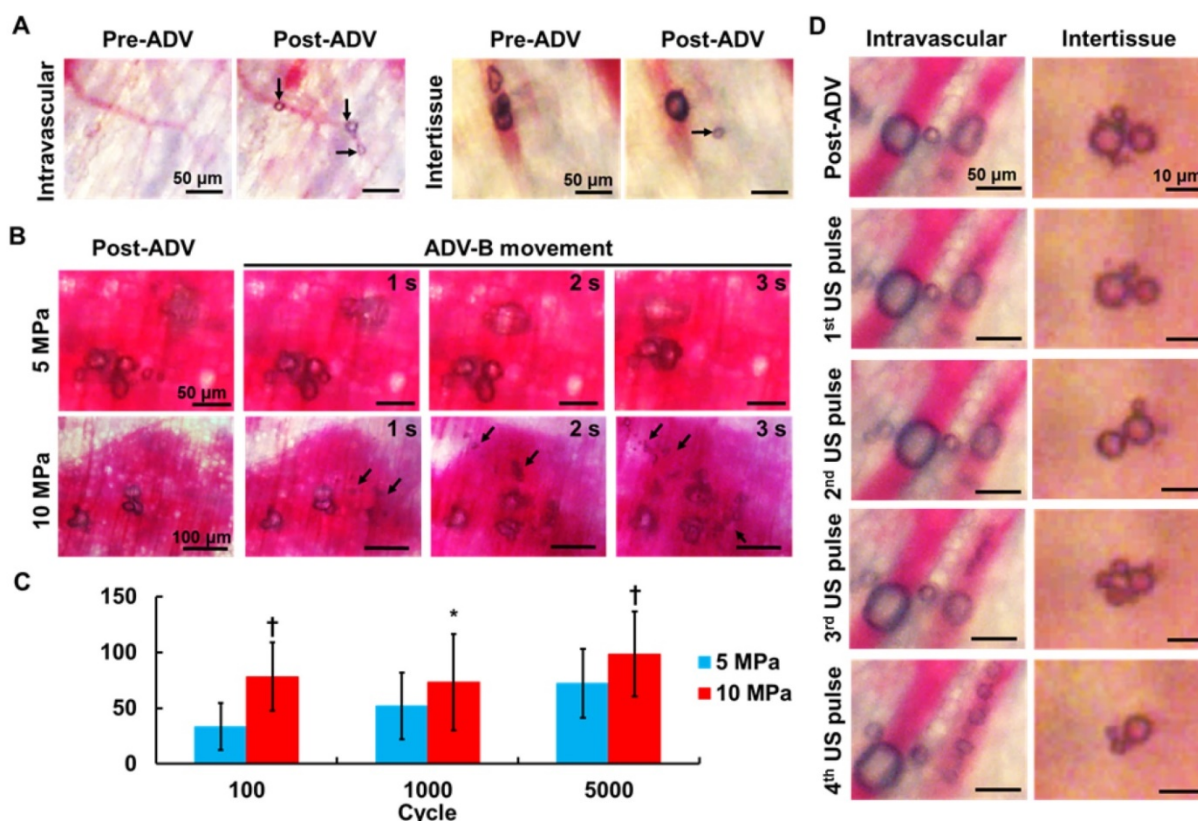 A
Pre-ADV Post-ADV
Intravascular
50 µm
Pre-ADV Post-ADV
Intertissue
50 µm
B
Post-ADV ADV-B movement
5 MPa
50 µm
1 s
2 s
3 s
10 MPa
100 µm
1 s
2 s
3 s
C
150
100
50
0
† * †
100 1000 5000
Cycle
5 MPa
10 MPa
D
Intravascular Intertissue
Post-ADV
50 µm 10 µm
1st US pulse
2nd US pulse
3rd US pulse
4th US pulse